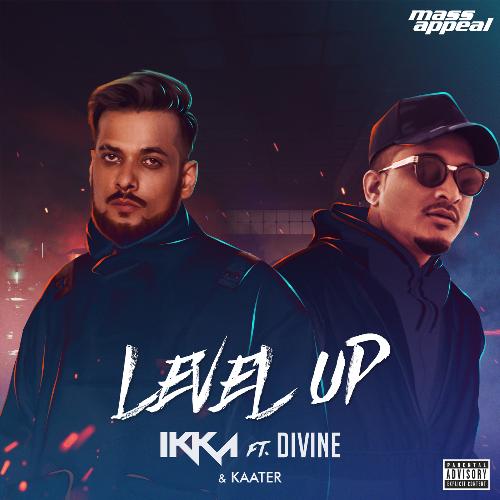 mass
appeal
LEVEL UP
IKKA FT. DIVINE
& KAATER
PARENTAL
ADVISORY
EXPLICIT CONTENT